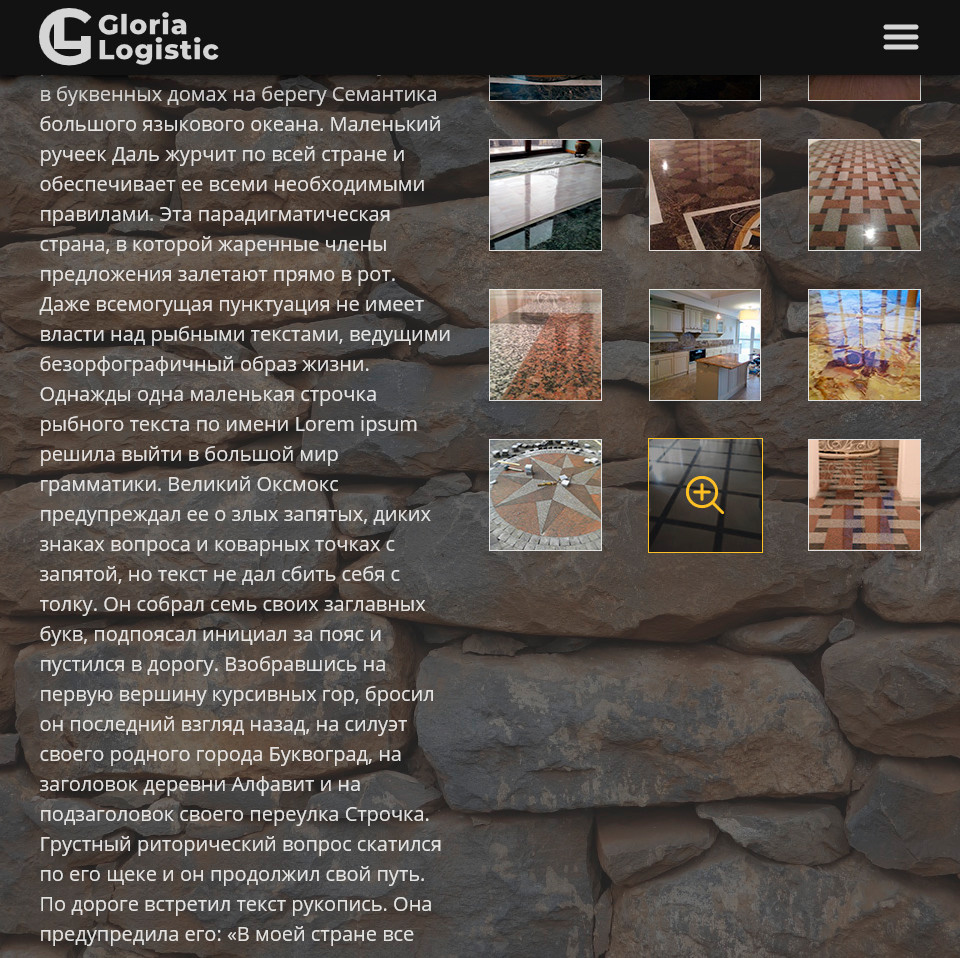 Gloria
Logistic
в буквенных домах на берегу Семантика
большого языкового океана. Маленький
ручеек Даль журчит по всей стране и
обеспечивает ее всеми необходимыми
правилами. Эта парадигматическая
страна, в которой жаренные члены
предложения залетают прямо в рот.
Даже всемогущая пунктуация не имеет
власти над рыбными текстами, ведущими
безорфографичный образ жизни.
Однажды одна маленькая строчка
рыбного текста по имени Lorem ipsum
решила выйти в большой мир
грамматики. Великий Оксмокс
предупреждал ее о злых запятых, диких
знаках вопроса и коварных точках с
запятой, но текст не дал сбить себя с
толку. Он собрал семь своих заглавных
букв, подпоясал инициал за пояс и
пустился в дорогу. Взобравшись на
первую вершину курсивных гор, бросил
он последний взгляд назад, на силуэт
своего родного города Буквоград, на
заголовок деревни Алфавит и на
подзаголовок своего переулка Строчка.
Грустный риторический вопрос скатился
по его щеке и он продолжил свой путь.
По дороге встретил текст рукопись. Она
предупредила его: «В моей стране все